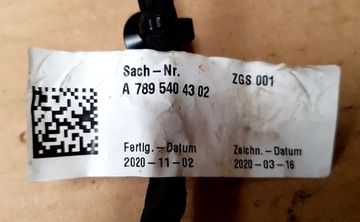 Sach-Nr. ZGS 001
A 789 540 43 02
Fertig.-Datum Zeichn.-Datum
2020-11-02 2020-03-16